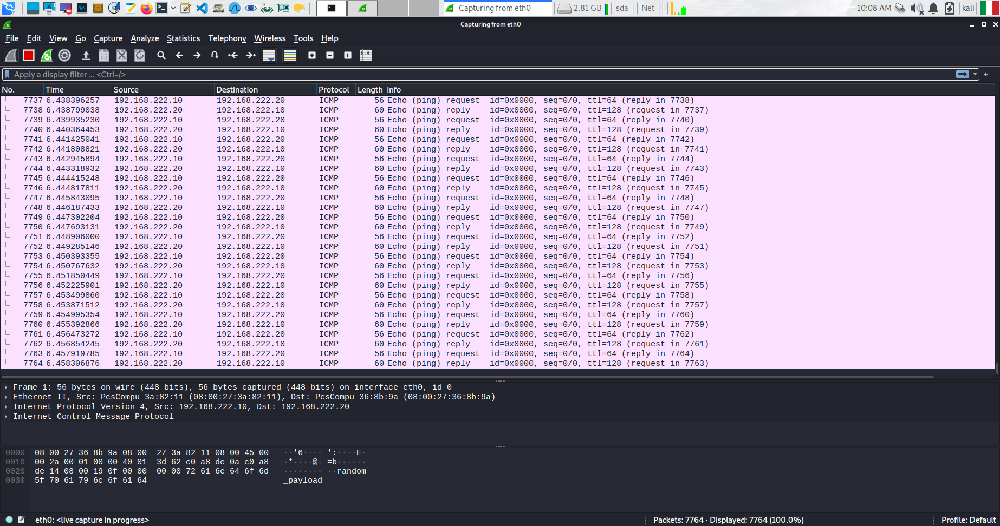 Capturing from eth0 2.81 GB sda Net 10:08 AM kali
Capturing from eth0
File Edit View Go Capture Analyze Statistics Telephony Wireless Tools Help
Apply a display filter ... <Ctrl-/>
No. Time Source Destination Protocol Length Info
7737 6.438396257 192.168.222.10 192.168.222.20 ICMP 56 Echo (ping) request id=0x0000, seq=0/0, ttl=64 (reply in 7738)
7738 6.438799038 192.168.222.20 192.168.222.10 ICMP 60 Echo (ping) reply id=0x0000, seq=0/0, ttl=128 (request in 7737)
7739 6.439935230 192.168.222.10 192.168.222.20 ICMP 56 Echo (ping) request id=0x0000, seq=0/0, ttl=64 (reply in 7740)
7740 6.440364453 192.168.222.20 192.168.222.10 ICMP 60 Echo (ping) reply id=0x0000, seq=0/0, ttl=128 (request in 7739)
7741 6.441425041 192.168.222.10 192.168.222.20 ICMP 56 Echo (ping) request id=0x0000, seq=0/0, ttl=64 (reply in 7742)
7742 6.441808821 192.168.222.20 192.168.222.10 ICMP 60 Echo (ping) reply id=0x0000, seq=0/0, ttl=128 (request in 7741)
7743 6.442945894 192.168.222.10 192.168.222.20 ICMP 56 Echo (ping) request id=0x0000, seq=0/0, ttl=64 (reply in 7744)
7744 6.443318932 192.168.222.20 192.168.222.10 ICMP 60 Echo (ping) reply id=0x0000, seq=0/0, ttl=128 (request in 7743)
7745 6.444415248 192.168.222.10 192.168.222.20 ICMP 56 Echo (ping) request id=0x0000, seq=0/0, ttl=64 (reply in 7746)
7746 6.444817811 192.168.222.20 192.168.222.10 ICMP 60 Echo (ping) reply id=0x0000, seq=0/0, ttl=128 (request in 7745)
7747 6.445843095 192.168.222.10 192.168.222.20 ICMP 56 Echo (ping) request id=0x0000, seq=0/0, ttl=64 (reply in 7748)
7748 6.446187433 192.168.222.20 192.168.222.10 ICMP 60 Echo (ping) reply id=0x0000, seq=0/0, ttl=128 (request in 7747)
7749 6.447302204 192.168.222.10 192.168.222.20 ICMP 56 Echo (ping) request id=0x0000, seq=0/0, ttl=64 (reply in 7750)
7750 6.447693131 192.168.222.20 192.168.222.10 ICMP 60 Echo (ping) reply id=0x0000, seq=0/0, ttl=128 (request in 7749)
7751 6.448906000 192.168.222.10 192.168.222.20 ICMP 56 Echo (ping) request id=0x0000, seq=0/0, ttl=64 (reply in 7752)
7752 6.449285146 192.168.222.20 192.168.222.10 ICMP 60 Echo (ping) reply id=0x0000, seq=0/0, ttl=128 (request in 7751)
7753 6.450393355 192.168.222.10 192.168.222.20 ICMP 56 Echo (ping) request id=0x0000, seq=0/0, ttl=64 (reply in 7754)
7754 6.450767632 192.168.222.20 192.168.222.10 ICMP 60 Echo (ping) reply id=0x0000, seq=0/0, ttl=128 (request in 7753)
7755 6.451850449 192.168.222.10 192.168.222.20 ICMP 56 Echo (ping) request id=0x0000, seq=0/0, ttl=64 (reply in 7756)
7756 6.452225901 192.168.222.20 192.168.222.10 ICMP 60 Echo (ping) reply id=0x0000, seq=0/0, ttl=128 (request in 7755)
7757 6.453499860 192.168.222.10 192.168.222.20 ICMP 56 Echo (ping) request id=0x0000, seq=0/0, ttl=64 (reply in 7758)
7758 6.453871512 192.168.222.20 192.168.222.10 ICMP 60 Echo (ping) reply id=0x0000, seq=0/0, ttl=128 (request in 7757)
7759 6.454995354 192.168.222.10 192.168.222.20 ICMP 56 Echo (ping) request id=0x0000, seq=0/0, ttl=64 (reply in 7760)
7760 6.455392866 192.168.222.20 192.168.222.10 ICMP 60 Echo (ping) reply id=0x0000, seq=0/0, ttl=128 (request in 7759)
7761 6.456473272 192.168.222.10 192.168.222.20 ICMP 56 Echo (ping) request id=0x0000, seq=0/0, ttl=64 (reply in 7762)
7762 6.456854245 192.168.222.20 192.168.222.10 ICMP 60 Echo (ping) reply id=0x0000, seq=0/0, ttl=128 (request in 7761)
7763 6.457919785 192.168.222.10 192.168.222.20 ICMP 56 Echo (ping) request id=0x0000, seq=0/0, ttl=64 (reply in 7764)
7764 6.458306876 192.168.222.20 192.168.222.10 ICMP 60 Echo (ping) reply id=0x0000, seq=0/0, ttl=128 (request in 7763)
Frame 1: 56 bytes on wire (448 bits), 56 bytes captured (448 bits) on interface eth0, id 0
Ethernet II, Src: PcsCompu_3a:82:11 (08:00:27:3a:82:11), Dst: PcsCompu_36:8b:9a (08:00:27:36:8b:9a)
Internet Protocol Version 4, Src: 192.168.222.10, Dst: 192.168.222.20
Internet Control Message Protocol
0000 08 00 27 36 8b 9a 08 00 27 3a 82 11 08 00 45 00 ··'6···· ':····E·
0010 00 2a 00 01 00 00 40 01 3d 62 c0 a8 de 0a c0 a8 ·*····@· =b······
0020 de 14 08 00 19 0f 00 00 00 00 72 61 6e 64 6f 6d ········ ··random
0030 5f 70 61 79 6c 6f 61 64 _payload
eth0: <live capture in progress> Packets: 7764 · Displayed: 7764 (100.0%) Profile: Default